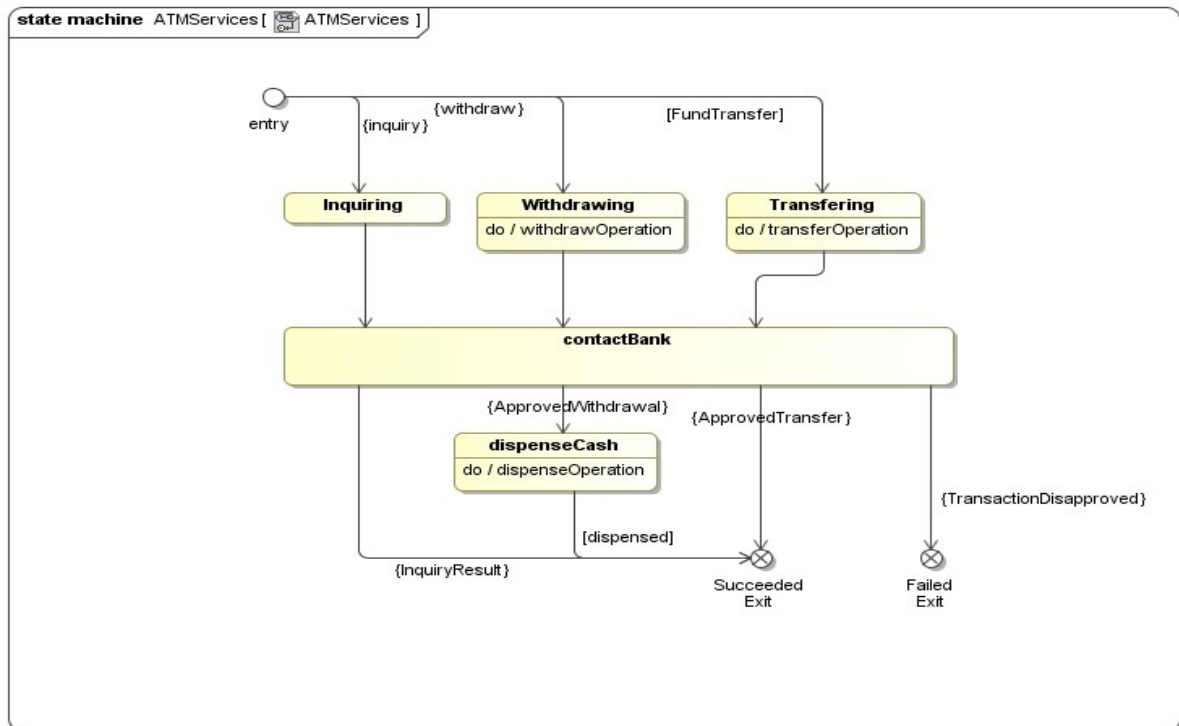 state machine ATMServices [ ATMServices ]
entry
{inquiry}
{withdraw}
[FundTransfer]
Inquiring
Withdrawing
do / withdrawOperation
Transfering
do / transferOperation
contactBank
{ApprovedWithdrawal}
{ApprovedTransfer}
dispenseCash
do / dispenseOperation
{TransactionDisapproved}
[dispensed]
{InquiryResult}
Succeeded
Exit
Failed
Exit